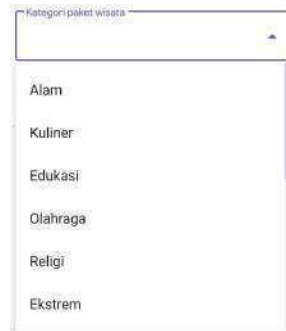 Kategori paket wisata
Alam
Kuliner
Edukasi
Olahraga
Religi
Ekstrem